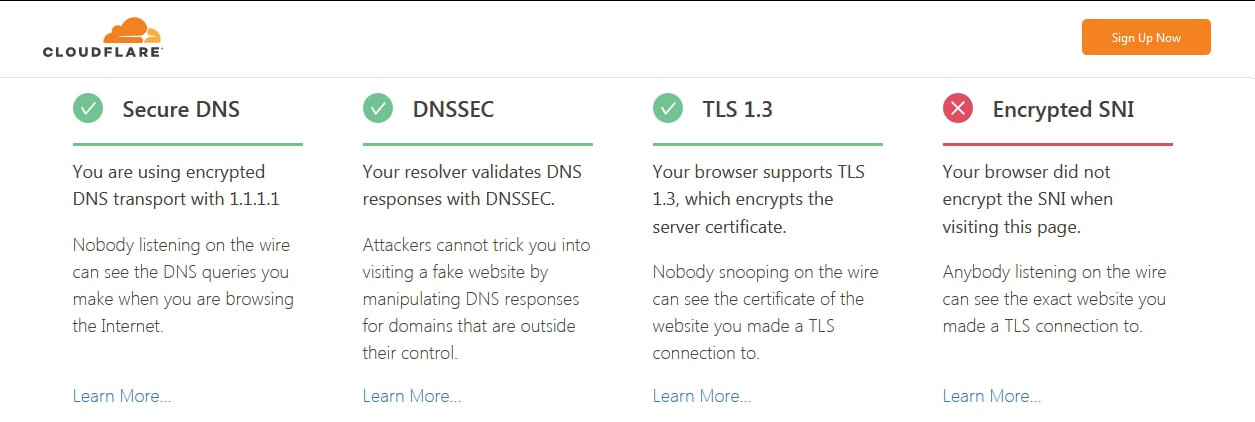 CLOUDFLARE
Sign Up Now
Secure DNS
You are using encrypted
DNS transport with 1.1.1.1
Nobody listening on the wire
can see the DNS queries you
make when you are browsing
the Internet.
Learn More...
DNSSEC
Your resolver validates DNS
responses with DNSSEC.
Attackers cannot trick you into
visiting a fake website by
manipulating DNS responses
for domains that are outside
their control.
Learn More...
TLS 1.3
Your browser supports TLS
1.3, which encrypts the
server certificate.
Nobody snooping on the wire
can see the certificate of the
website you made a TLS
connection to.
Learn More...
Encrypted SNI
Your browser did not
encrypt the SNI when
visiting this page.
Anybody listening on the wire
can see the exact website you
made a TLS connection to.
Learn More...